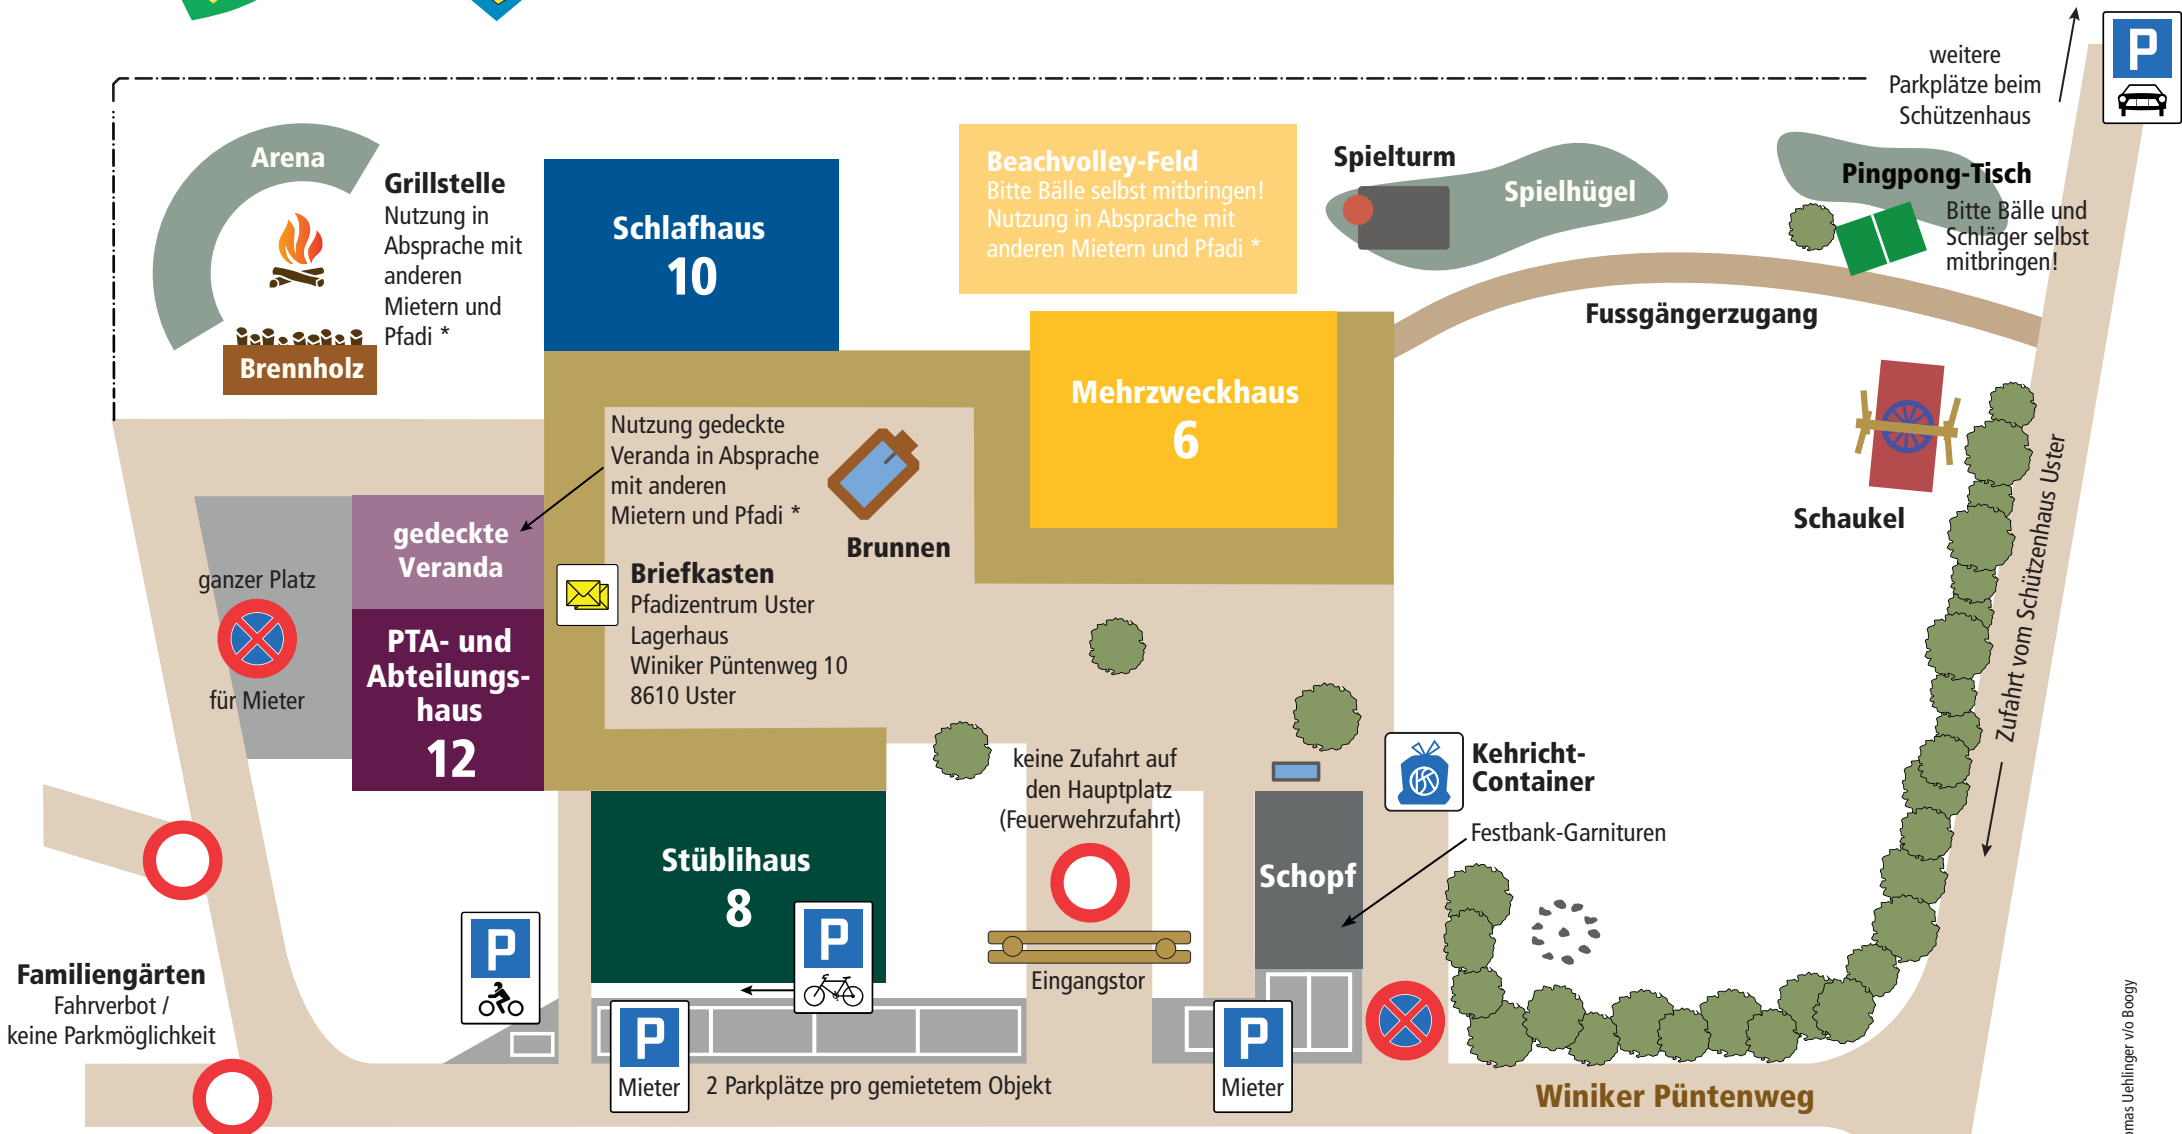 weitere
Parkplätze beim
Schützenhaus
P
Arena
Grillstelle
Nutzung in
Absprache mit
anderen
Mietern und
Pfadi *
Brennholz
Schlafhaus
10
Beachvolley-Feld
Bitte Bälle selbst mitbringen!
Nutzung in Absprache mit
anderen Mietern und Pfadi *
Spielturm
Spielhügel
Pingpong-Tisch
Bitte Bälle und
Schläger selbst
mitbringen!
Fussgängerzugang
Mehrzweckhaus
6
Nutzung gedeckte
Veranda in Absprache
mit anderen
Mietern und Pfadi *
Brunnen
Schaukel
Zufahrt vom Schützenhaus Uster
gedeckte
Veranda
ganzer Platz
für Mieter
Briefkasten
Pfadizentrum Uster
Lagerhaus
Winiker Püntenweg 10
8610 Uster
PTA- und
Abteilungs-
haus
12
keine Zufahrt auf
den Hauptplatz
(Feuerwehrzufahrt)
Kehricht-
Container
Festbank-Garnituren
Stüblihaus
8
Schopf
P
P
Eingangstor
Familiengärten
Fahrverbot /
keine Parkmöglichkeit
P
Mieter
2 Parkplätze pro gemietetem Objekt
P
Mieter
Winiker Püntenweg
Uehlinger v/o Boogy